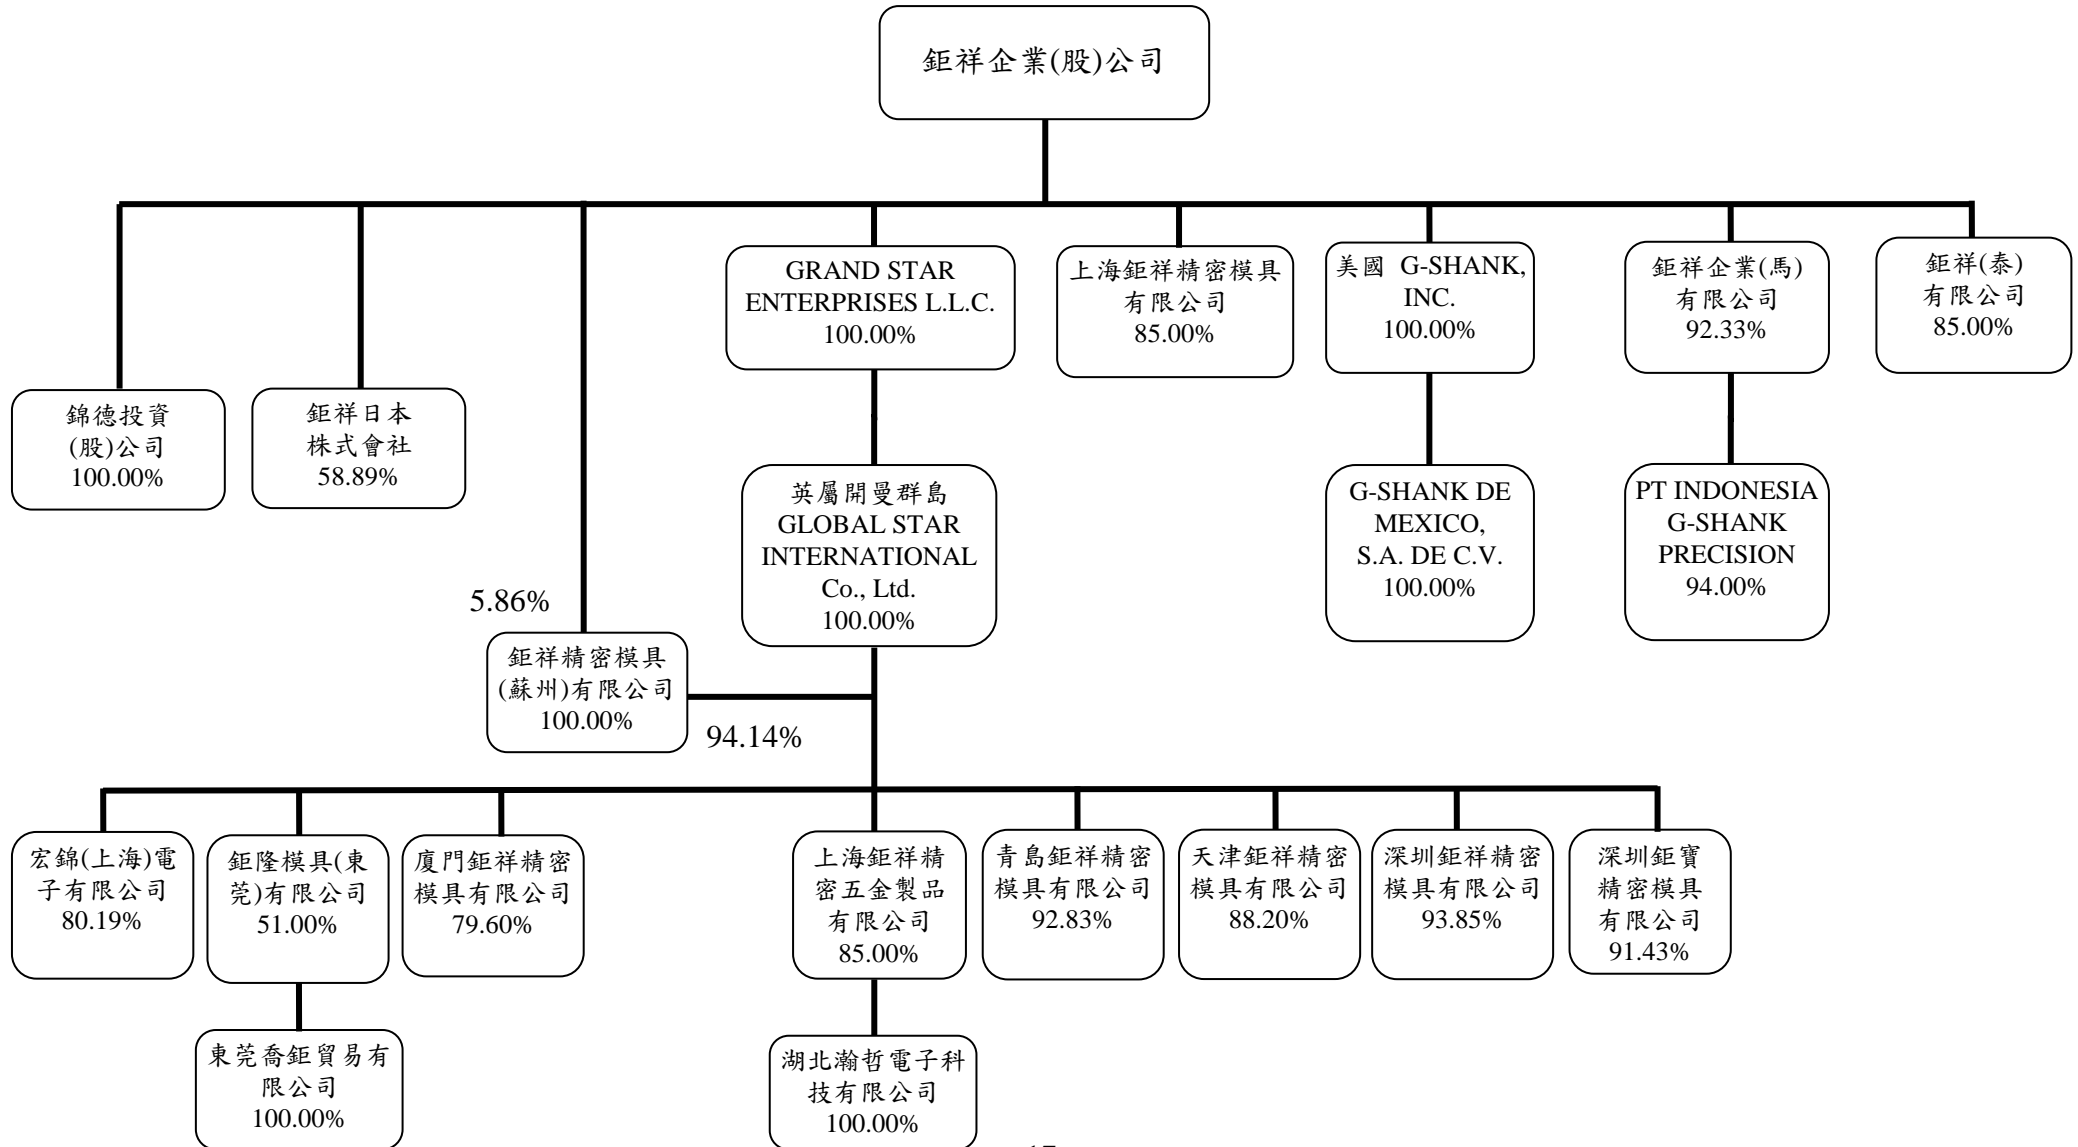 鉅祥企業(股)公司
GRAND STAR
ENTERPRISES L.L.C.
100.00%
上海鉅祥精密模具
有限公司
85.00%
美國 G-SHANK,
INC.
100.00%
鉅祥企業(馬)
有限公司
92.33%
鉅祥(泰)
有限公司
85.00%
錦德投資
(股)公司
100.00%
鉅祥日本
株式會社
58.89%
英屬開曼群島
GLOBAL STAR
INTERNATIONAL
Co., Ltd.
100.00%
G-SHANK DE
MEXICO,
S.A. DE C.V.
100.00%
PT INDONESIA
G-SHANK
PRECISION
94.00%
5.86%
鉅祥精密模具
(蘇州)有限公司
100.00%
94.14%
宏錦(上海)電
子有限公司
80.19%
鉅隆模具(東
莞)有限公司
51.00%
廈門鉅祥精密
模具有限公司
79.60%
上海鉅祥精
密五金製品
有限公司
85.00%
青島鉅祥精密
模具有限公司
92.83%
天津鉅祥精密
模具有限公司
88.20%
深圳鉅祥精密
模具有限公司
93.85%
深圳鉅寶
精密模具
有限公司
91.43%
東莞喬鉅貿易有
限公司
100.00%
湖北瀚哲電子科
技有限公司
100.00%